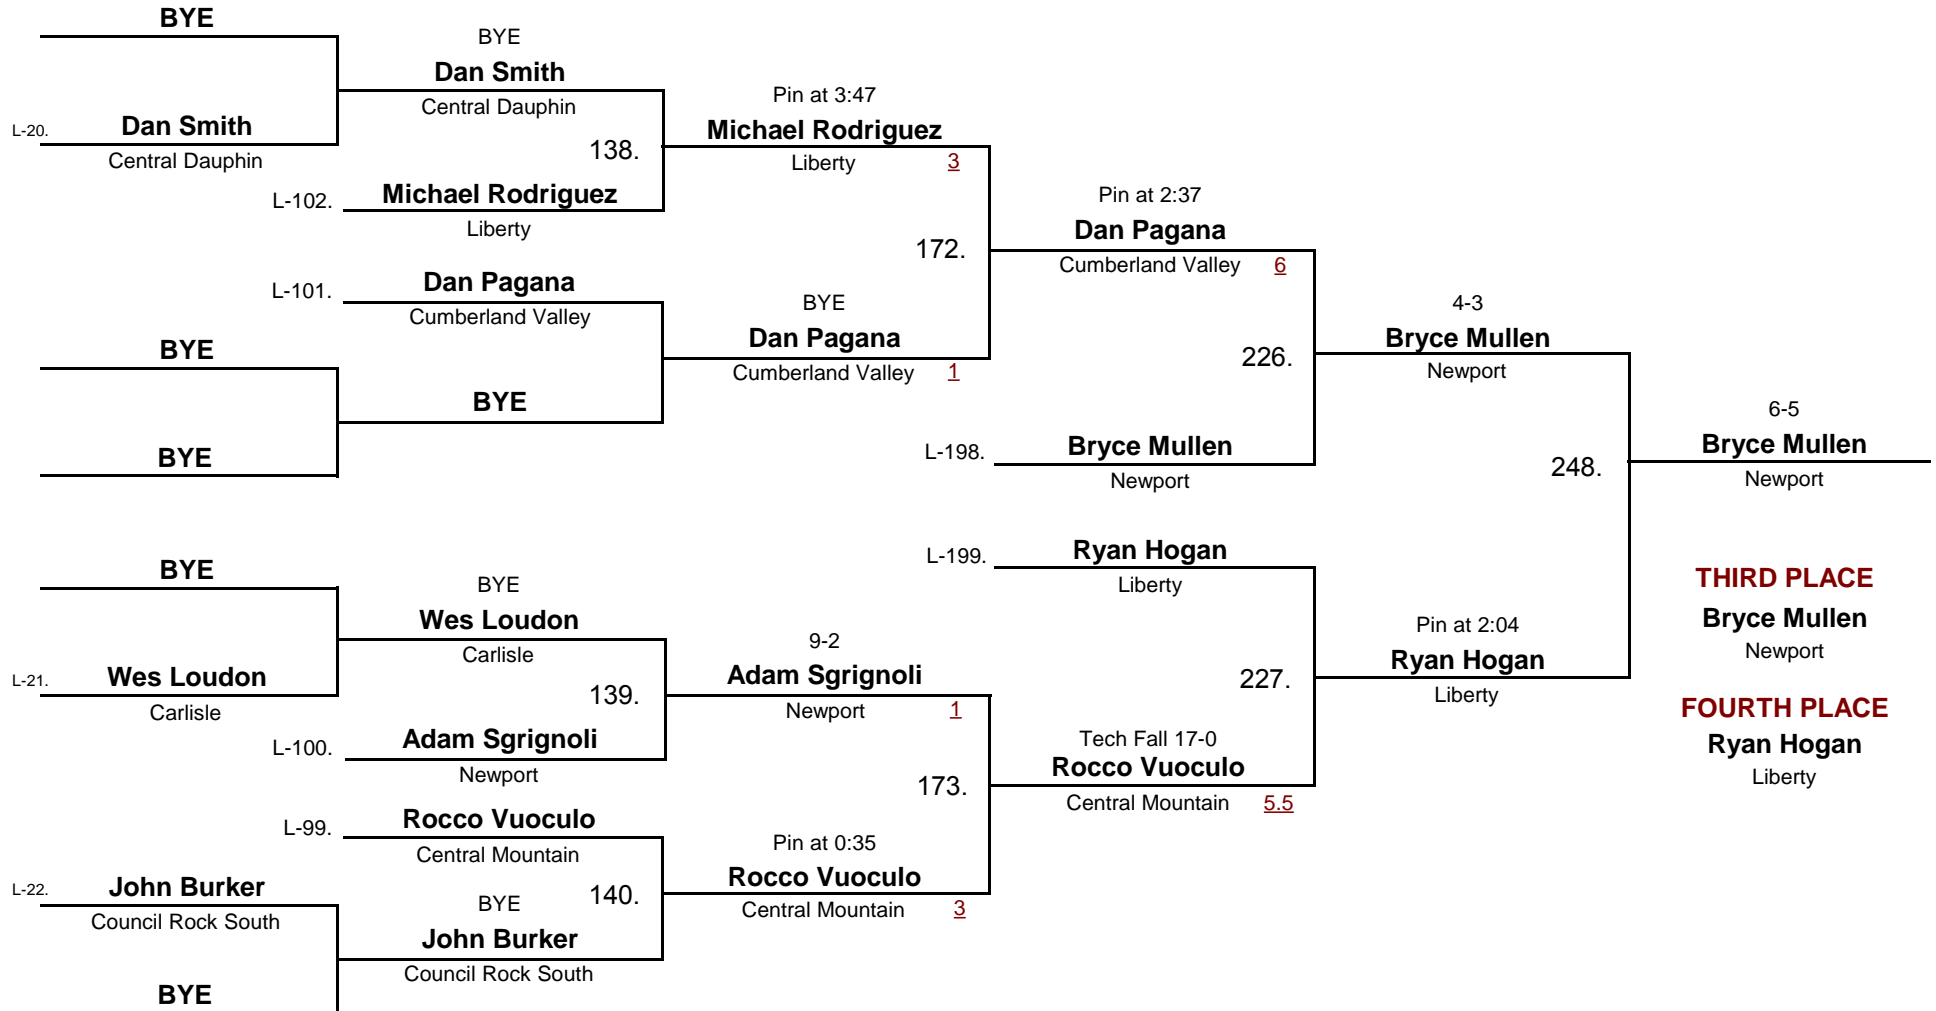 BYE
L-20.
Dan Smith
Central Dauphin
BYE
Dan Smith
Central Dauphin
138.
L-102.
Michael Rodriguez
Liberty
Pin at 3:47
Michael Rodriguez
Liberty
3
L-101.
Dan Pagana
Cumberland Valley
BYE
BYE
BYE
BYE
Dan Pagana
Cumberland Valley
1
172.
Pin at 2:37
Dan Pagana
Cumberland Valley
6
226.
L-198.
Bryce Mullen
Newport
4-3
Bryce Mullen
Newport
248.
6-5
Bryce Mullen
Newport
BYE
L-21.
Wes Loudon
Carlisle
BYE
Wes Loudon
Carlisle
139.
L-100.
Adam Sgrignoli
Newport
9-2
Adam Sgrignoli
Newport
1
L-99.
Rocco Vuoculo
Central Mountain
L-22.
John Burker
Council Rock South
BYE
BYE
John Burker
Council Rock South
140.
Pin at 0:35
Rocco Vuoculo
Central Mountain
3
173.
L-199.
Ryan Hogan
Liberty
Tech Fall 17-0
Rocco Vuoculo
Central Mountain
5.5
227.
Pin at 2:04
Ryan Hogan
Liberty
THIRD PLACE
Bryce Mullen
Newport
FOURTH PLACE
Ryan Hogan
Liberty